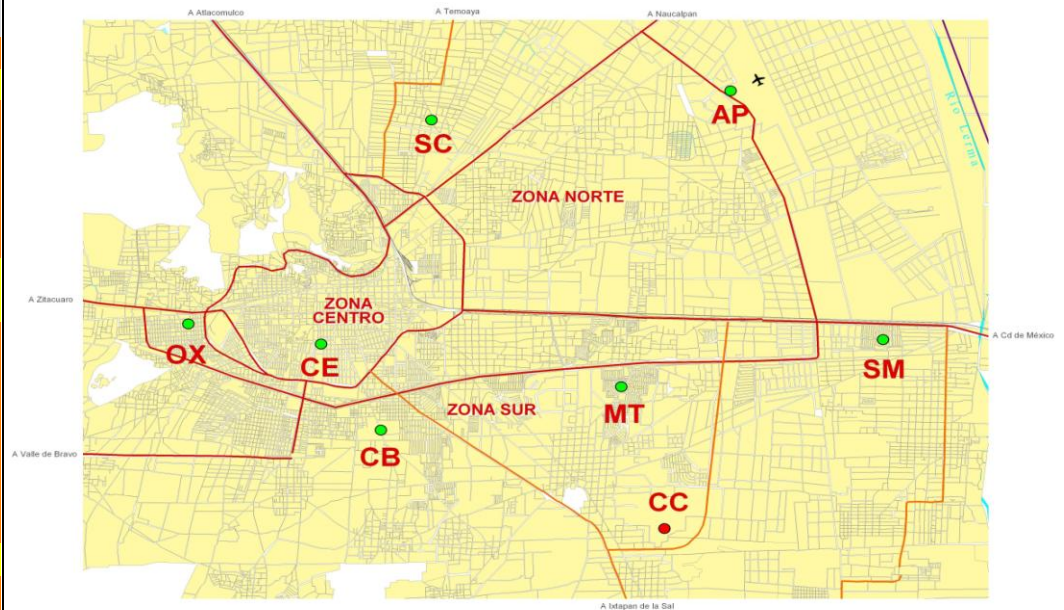 A Atlacomulco
A Temoaya
A Naucalpan
Río Lerma
AP
SC
ZONA NORTE
A Zitacuaro
ZONA
CENTRO
A Cd de México
OX
CE
SM
ZONA SUR
MT
CB
A Valle de Bravo
CC
A Ixtapan de la Sal